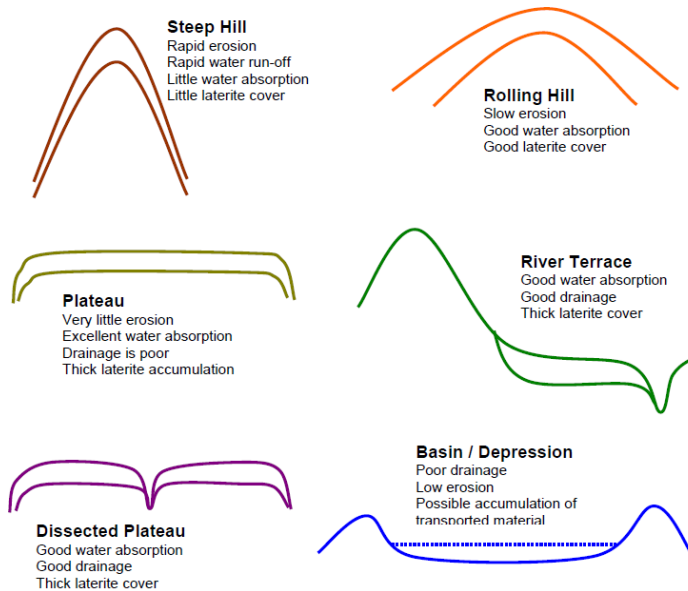 Steep Hill
Rapid erosion
Rapid water run-off
Little water absorption
Little laterite cover
Rolling Hill
Slow erosion
Good water absorption
Good laterite cover
Plateau
Very little erosion
Excellent water absorption
Drainage is poor
Thick laterite accumulation
River Terrace
Good water absorption
Good drainage
Thick laterite cover
Dissected Plateau
Good water absorption
Good drainage
Thick laterite cover
Basin / Depression
Poor drainage
Low erosion
Possible accumulation of
transported material